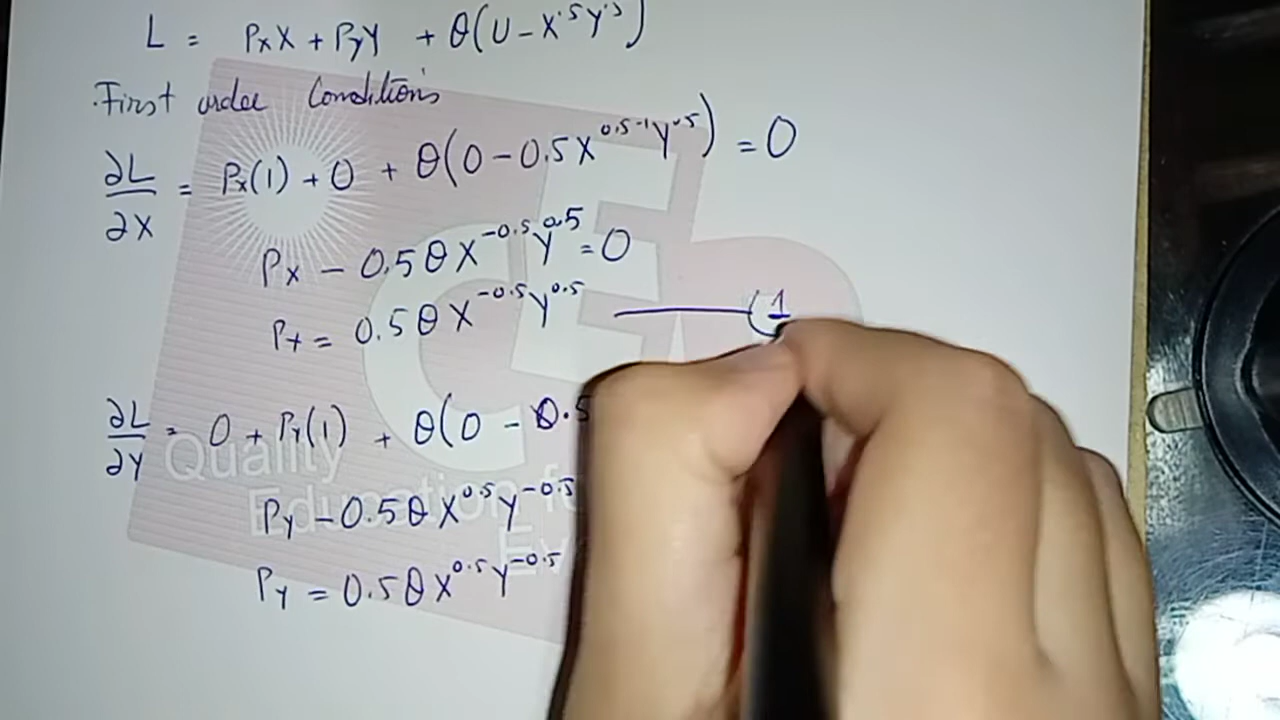 L = PxX + PyY + θ(U - X^.5 Y^.5)
First order Conditions
∂L/∂X = Px(1) + 0 + θ(0 - 0.5X^0.5-1 Y^.5) = 0
Px - 0.5θX^-0.5 Y^0.5 = 0
Px = 0.5θX^-0.5 Y^0.5 ——— (1
∂L/∂Y = 0 + Py(1) + θ(0 - 0.5
Py - 0.5θX^0.5 Y^-0.5
Py = 0.5θX^0.5 Y^-0.5
CE
Quality
Education